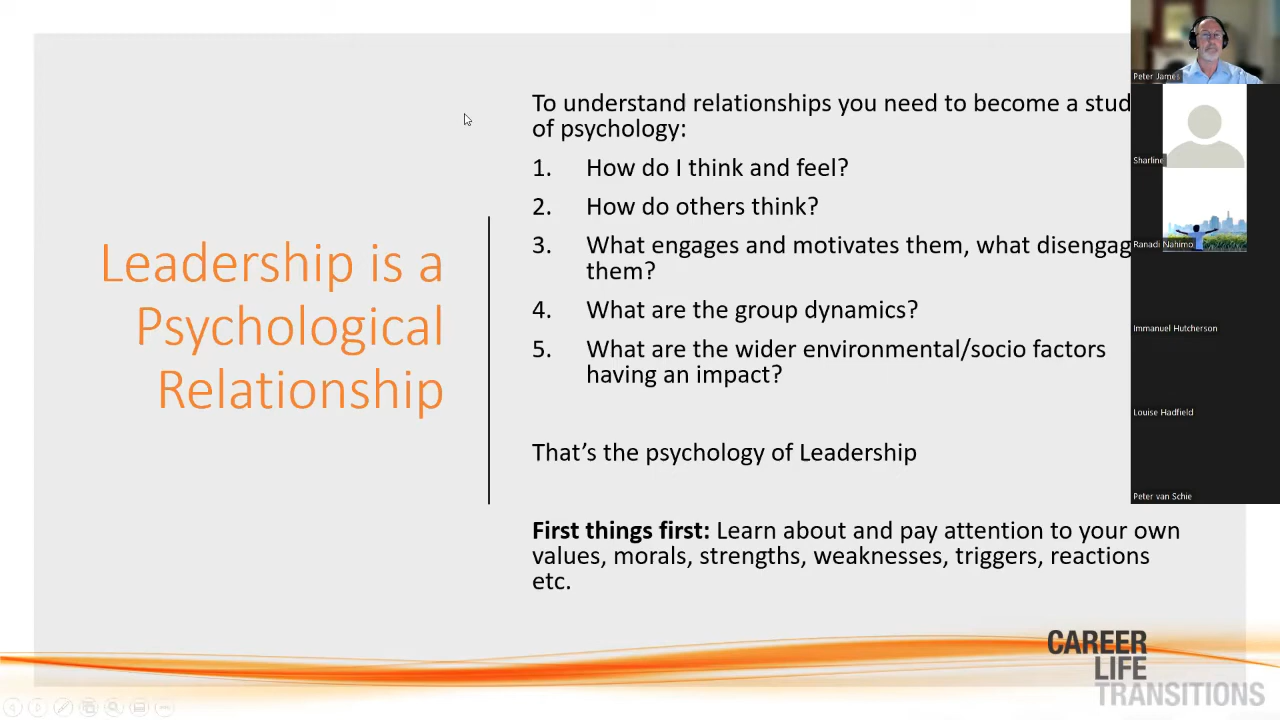 Leadership is a
Psychological
Relationship
To understand relationships you need to become a stud
of psychology:
1. How do I think and feel?
2. How do others think?
3. What engages and motivates them, what disengag
them?
4. What are the group dynamics?
5. What are the wider environmental/socio factors
having an impact?
That's the psychology of Leadership
First things first: Learn about and pay attention to your own
values, morals, strengths, weaknesses, triggers, reactions
etc.
CAREER
LIFE
TRANSITIONS
Peter James
Sharline
Ranadi Nahimo
Immanuel Hutcherson
Louise Hadfield
Peter van Schie